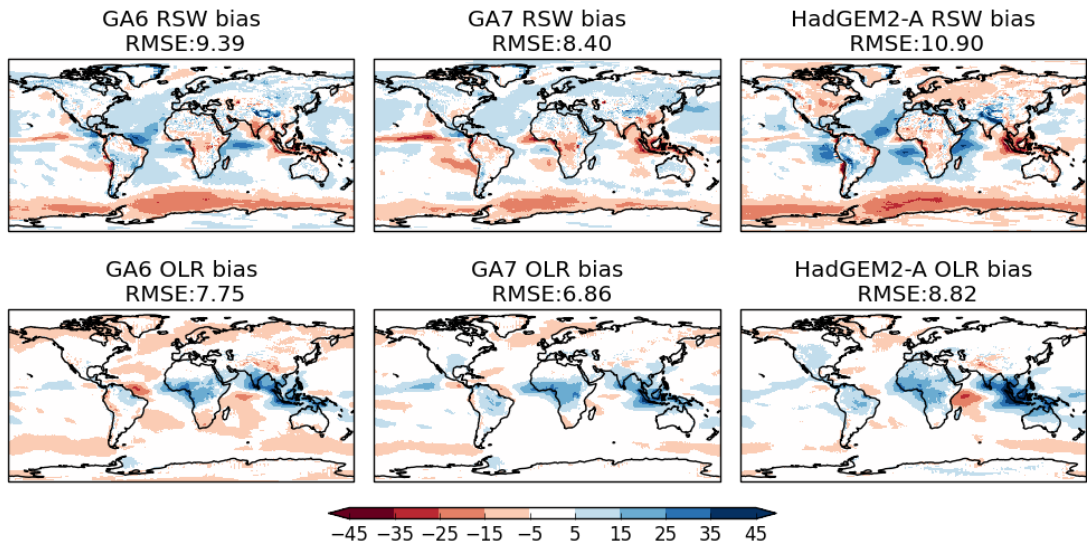 GA6 RSW bias
RMSE:9.39
GA7 RSW bias
RMSE:8.40
HadGEM2-A RSW bias
RMSE:10.90
GA6 OLR bias
RMSE:7.75
GA7 OLR bias
RMSE:6.86
HadGEM2-A OLR bias
RMSE:8.82
−45 −35 −25 −15 −5 5 15 25 35 45